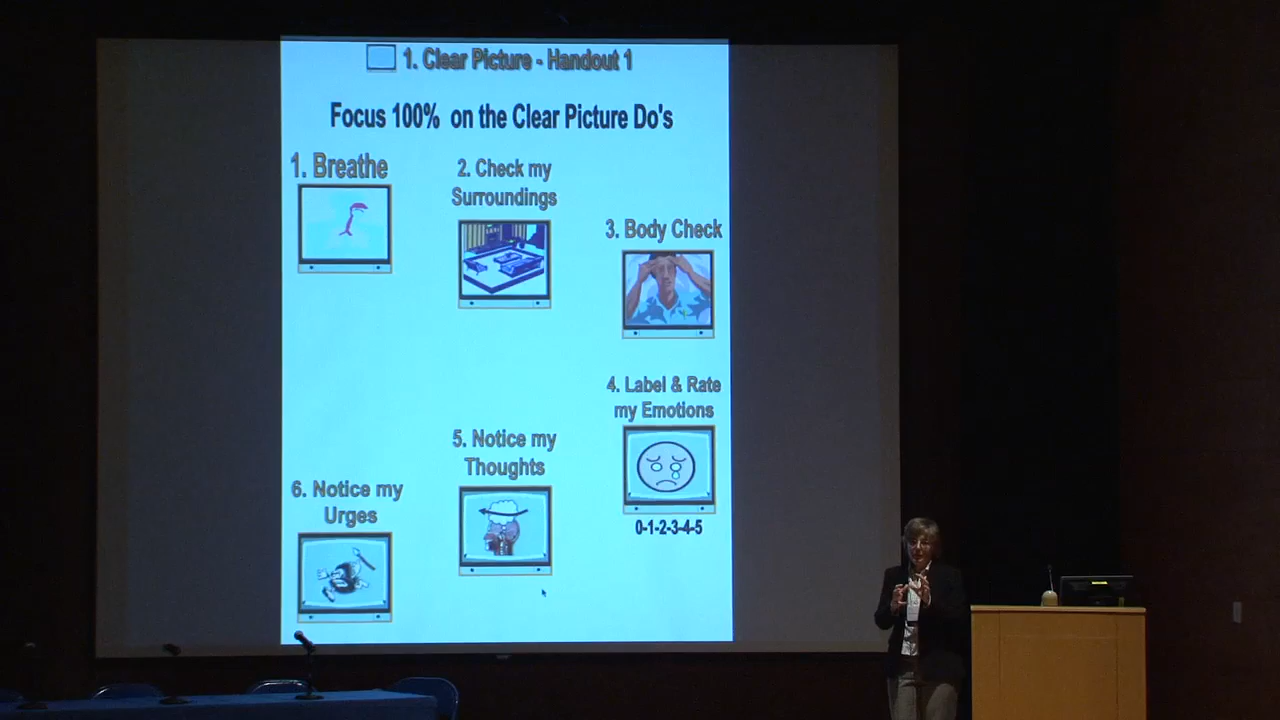 1. Clear Picture - Handout 1
Focus 100% on the Clear Picture Do's
1. Breathe
2. Check my
Surroundings
3. Body Check
4. Label & Rate
my Emotions
0-1-2-3-4-5
5. Notice my
Thoughts
6. Notice my
Urges